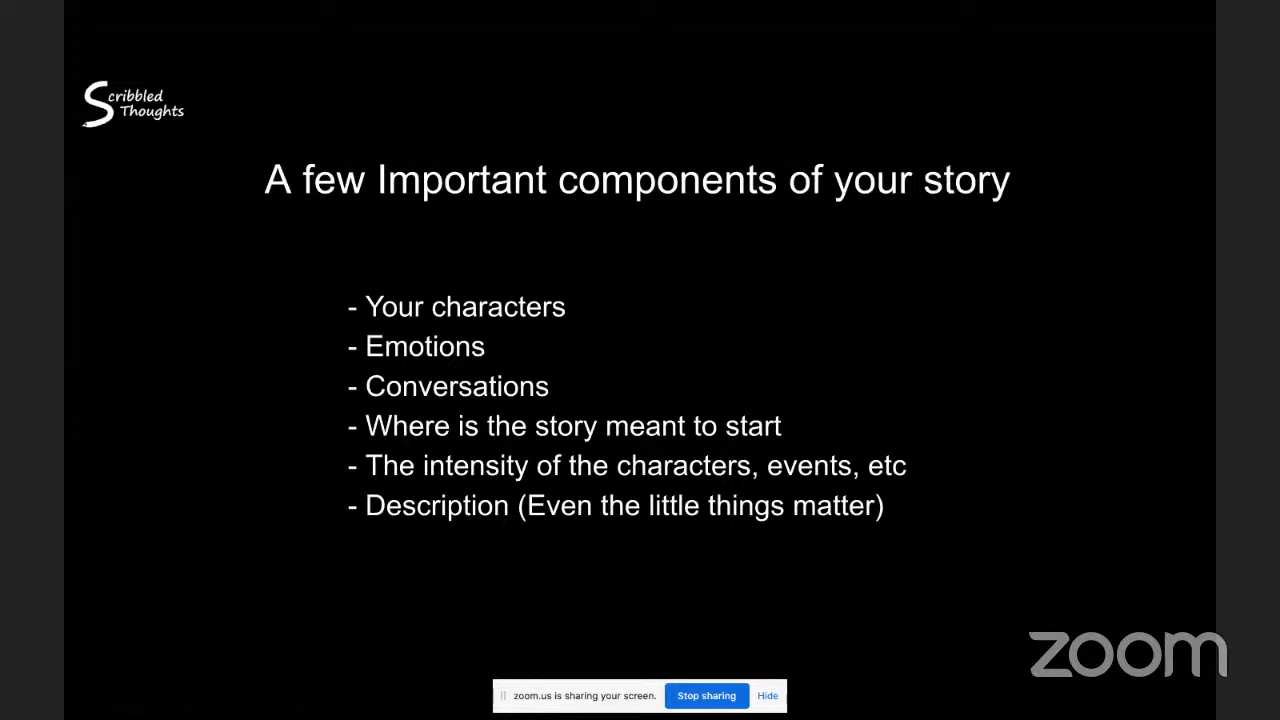 Scribbled
Thoughts
A few Important components of your story
- Your characters
- Emotions
- Conversations
- Where is the story meant to start
- The intensity of the characters, events, etc
- Description (Even the little things matter)
zoom
zoom.us is sharing your screen. Stop sharing Hide